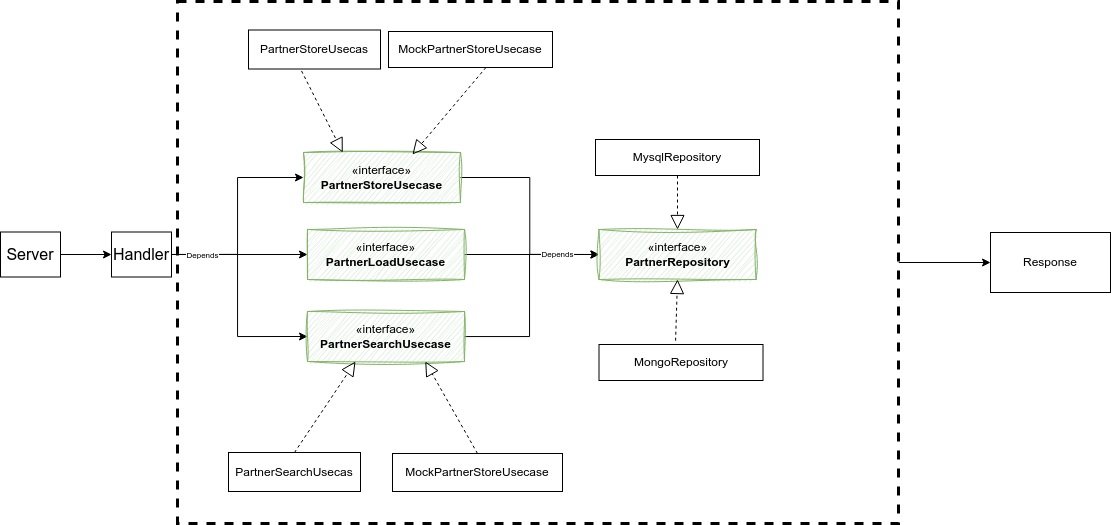 PartnerStoreUsecas
MockPartnerStoreUsecase
MysqlRepository
«interface»
PartnerStoreUsecase
Server
Handler
Depends
«interface»
PartnerLoadUsecase
Depends
«interface»
PartnerRepository
Response
«interface»
PartnerSearchUsecase
MongoRepository
PartnerSearchUsecas
MockPartnerStoreUsecase